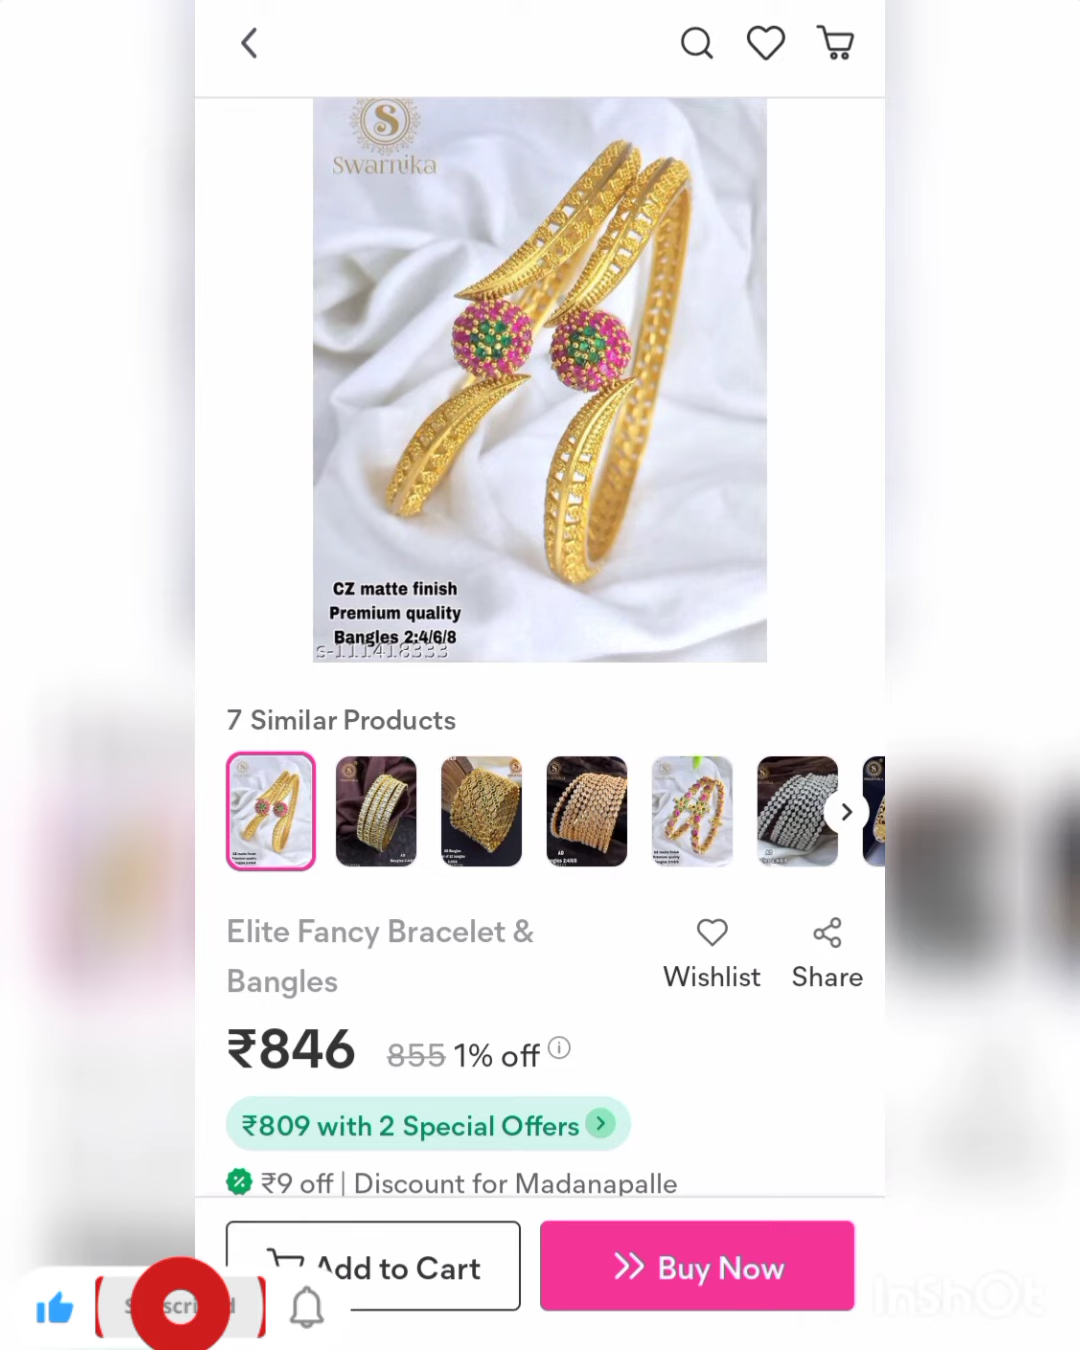 S
Swarnika
CZ matte finish
Premium quality
Bangles 2:4/6/8
s-111418333
7 Similar Products
Elite Fancy Bracelet &
Bangles
Wishlist
Share
₹846 855 1% off
₹809 with 2 Special Offers
₹9 off | Discount for Madanapalle
Add to Cart
Buy Now
InShOt